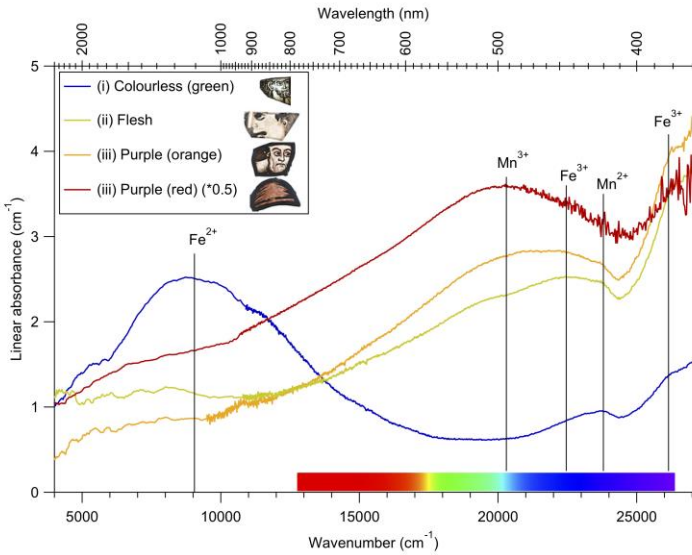 Wavelength (nm)
2000 1000 900 800 700 600 500 400
5
(i) Colourless (green)
(ii) Flesh
(iii) Purple (orange)
(iii) Purple (red) (*0.5)
Fe³⁺
Mn³⁺
Fe³⁺
Mn²⁺
Fe²⁺
4
3
2
1
0
Linear absorbance (cm⁻¹)
5000 10000 15000 20000 25000
Wavenumber (cm⁻¹)